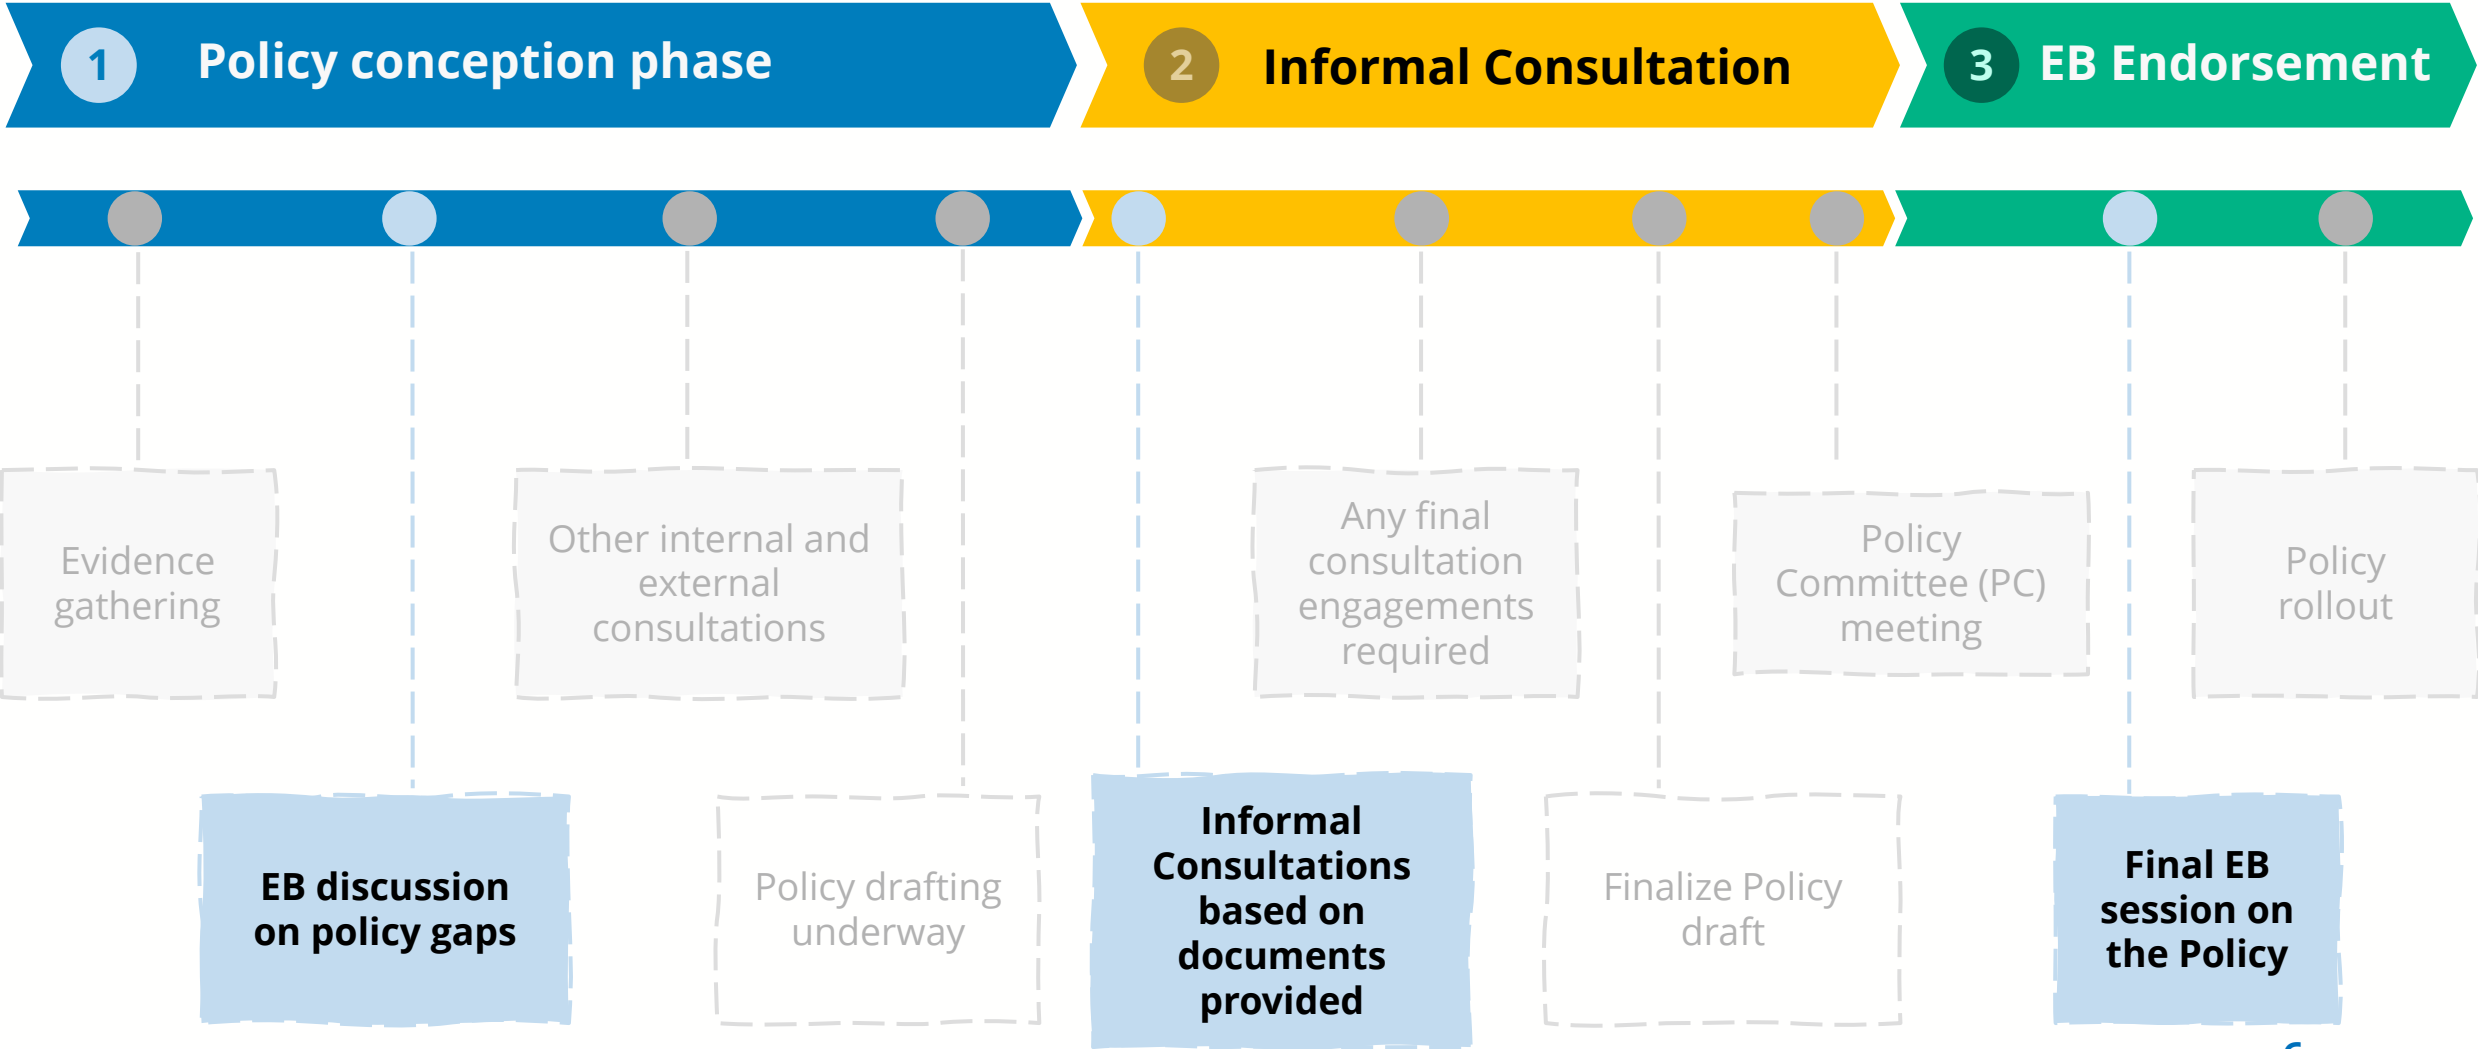 1
Policy conception phase
2
Informal Consultation
3
EB Endorsement
Evidence
gathering
Other internal and
external
consultations
Any final
consultation
engagements
required
Policy
Committee (PC)
meeting
Policy
rollout
EB discussion
on policy gaps
Policy drafting
underway
Informal
Consultations
based on
documents
provided
Finalize Policy
draft
Final EB
session on
the Policy